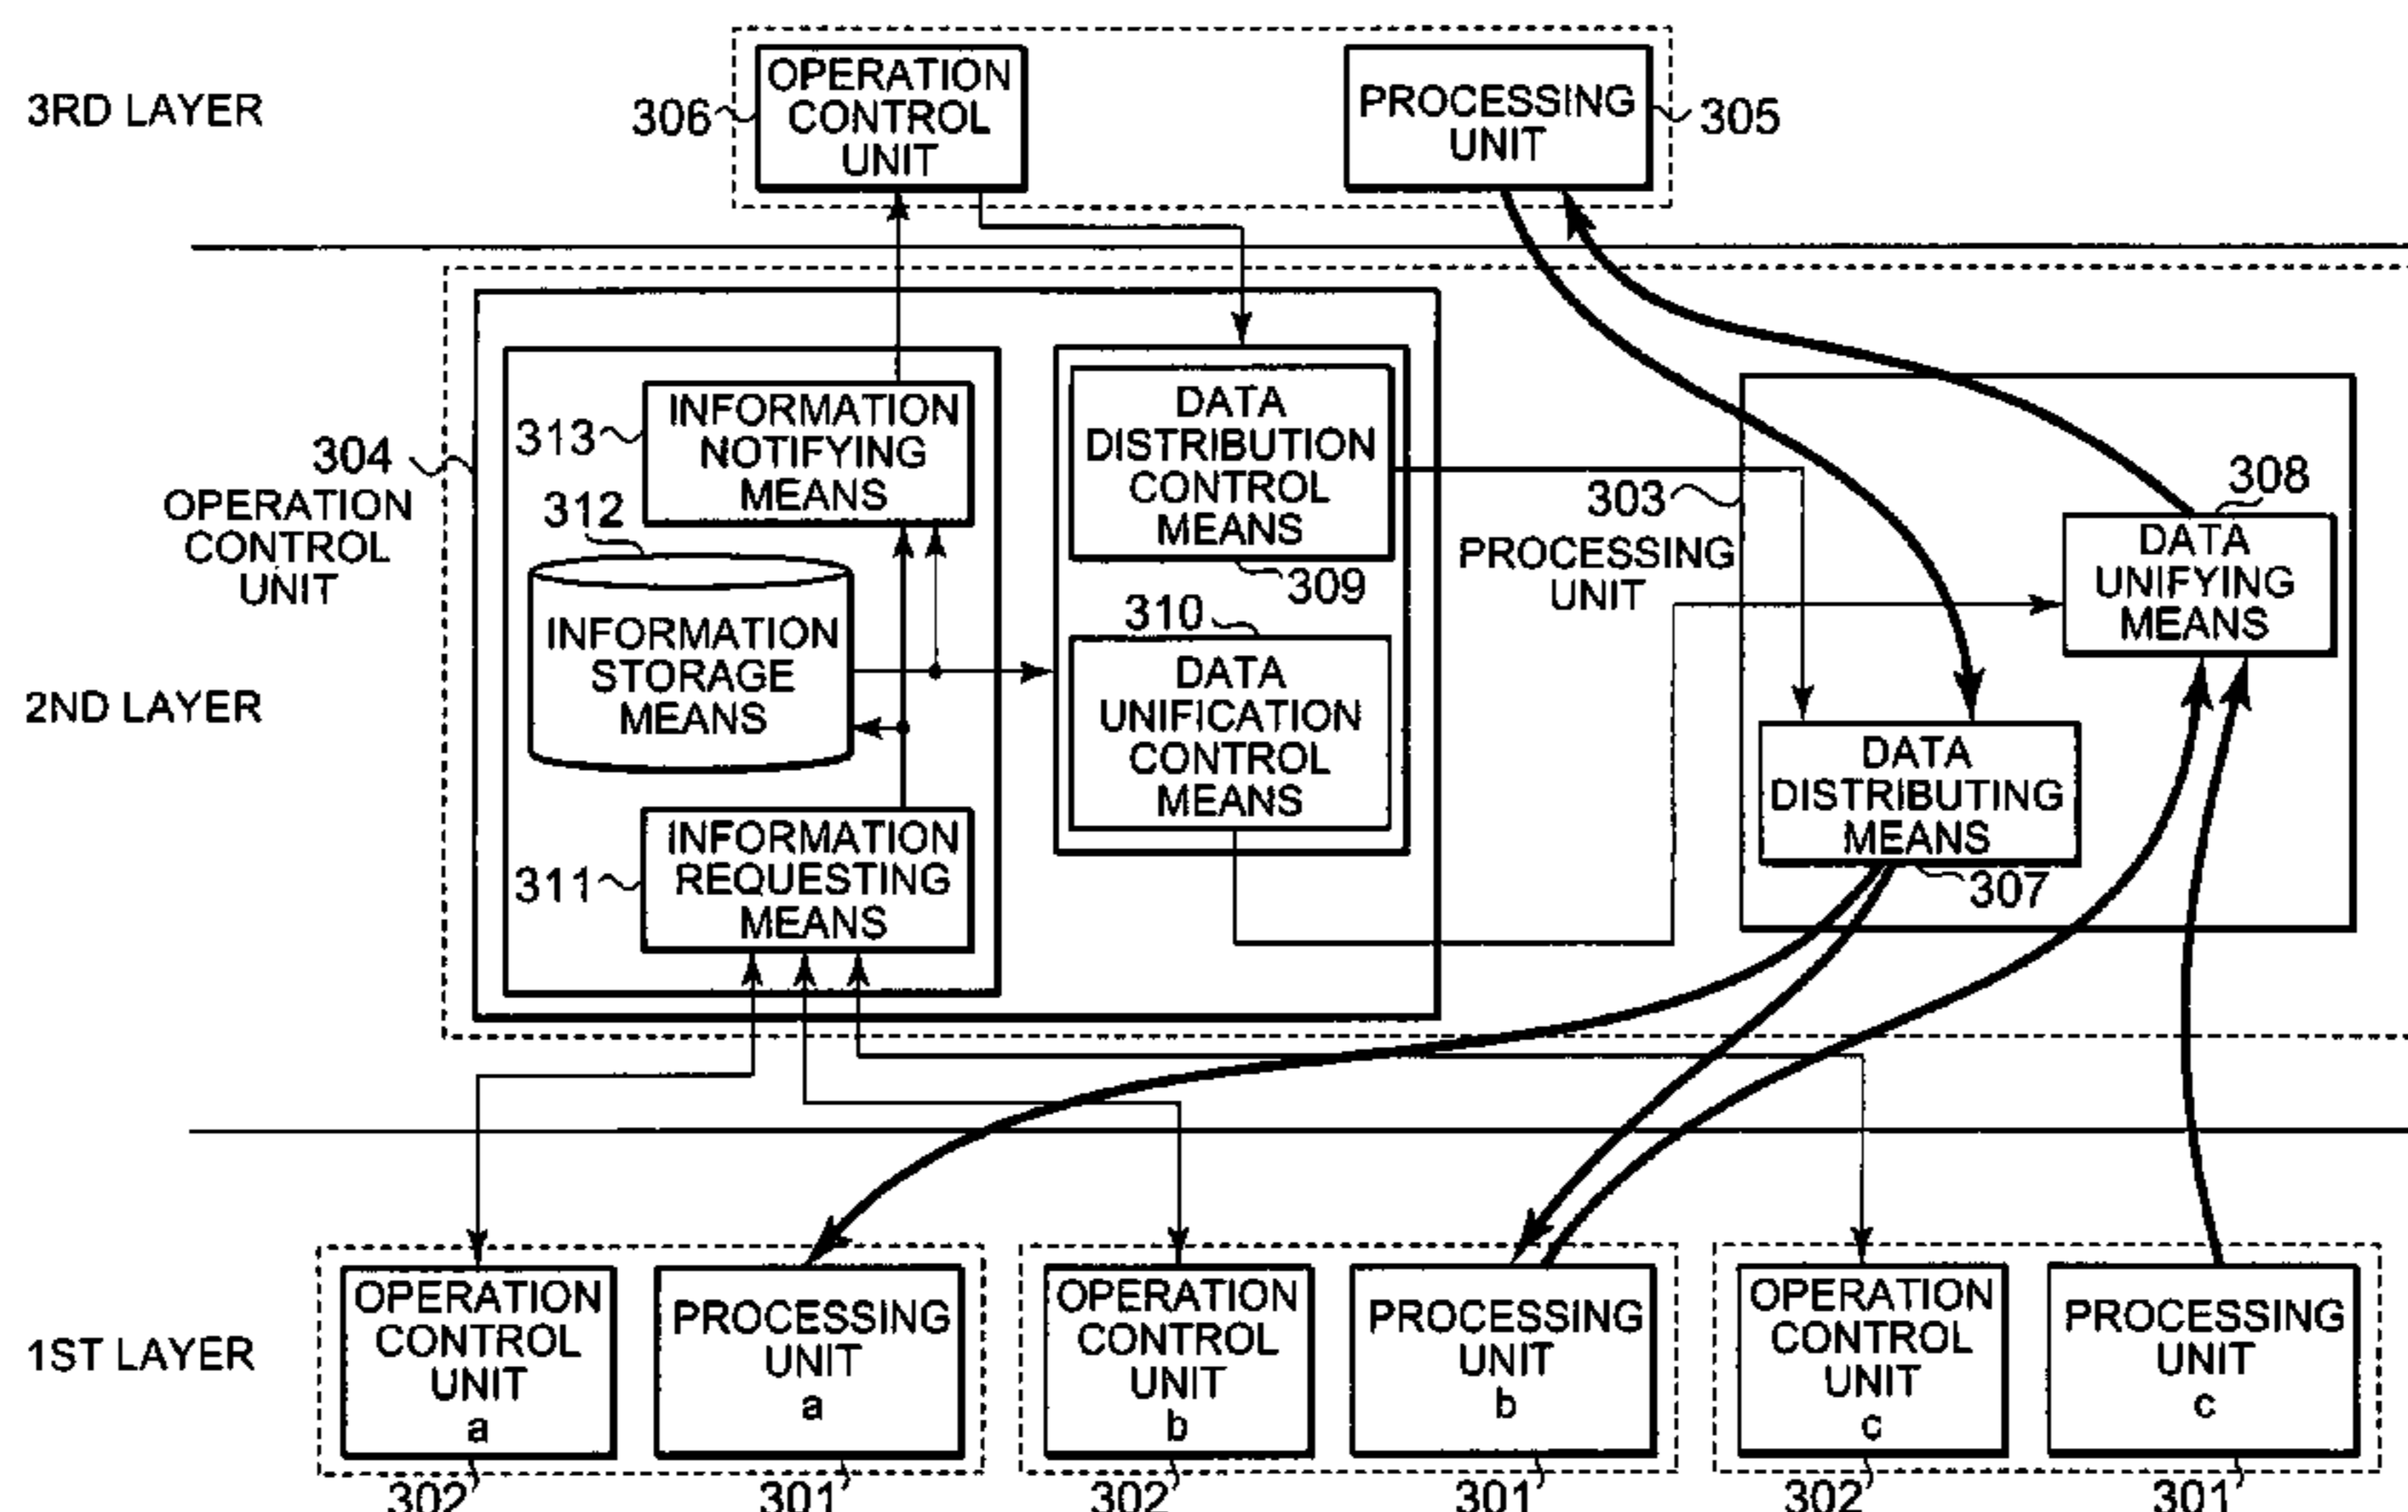 3RD LAYER
306
OPERATION
CONTROL
UNIT
PROCESSING
UNIT
305
304
OPERATION
CONTROL
UNIT
313
INFORMATION
NOTIFYING
MEANS
312
INFORMATION
STORAGE
MEANS
311
INFORMATION
REQUESTING
MEANS
DATA
DISTRIBUTION
CONTROL
MEANS
309
310
DATA
UNIFICATION
CONTROL
MEANS
303
PROCESSING
UNIT
308
DATA
UNIFYING
MEANS
DATA
DISTRIBUTING
MEANS
307
2ND LAYER
1ST LAYER
OPERATION
CONTROL
UNIT
a
302
PROCESSING
UNIT
a
301
OPERATION
CONTROL
UNIT
b
302
PROCESSING
UNIT
b
301
OPERATION
CONTROL
UNIT
c
302
PROCESSING
UNIT
c
301